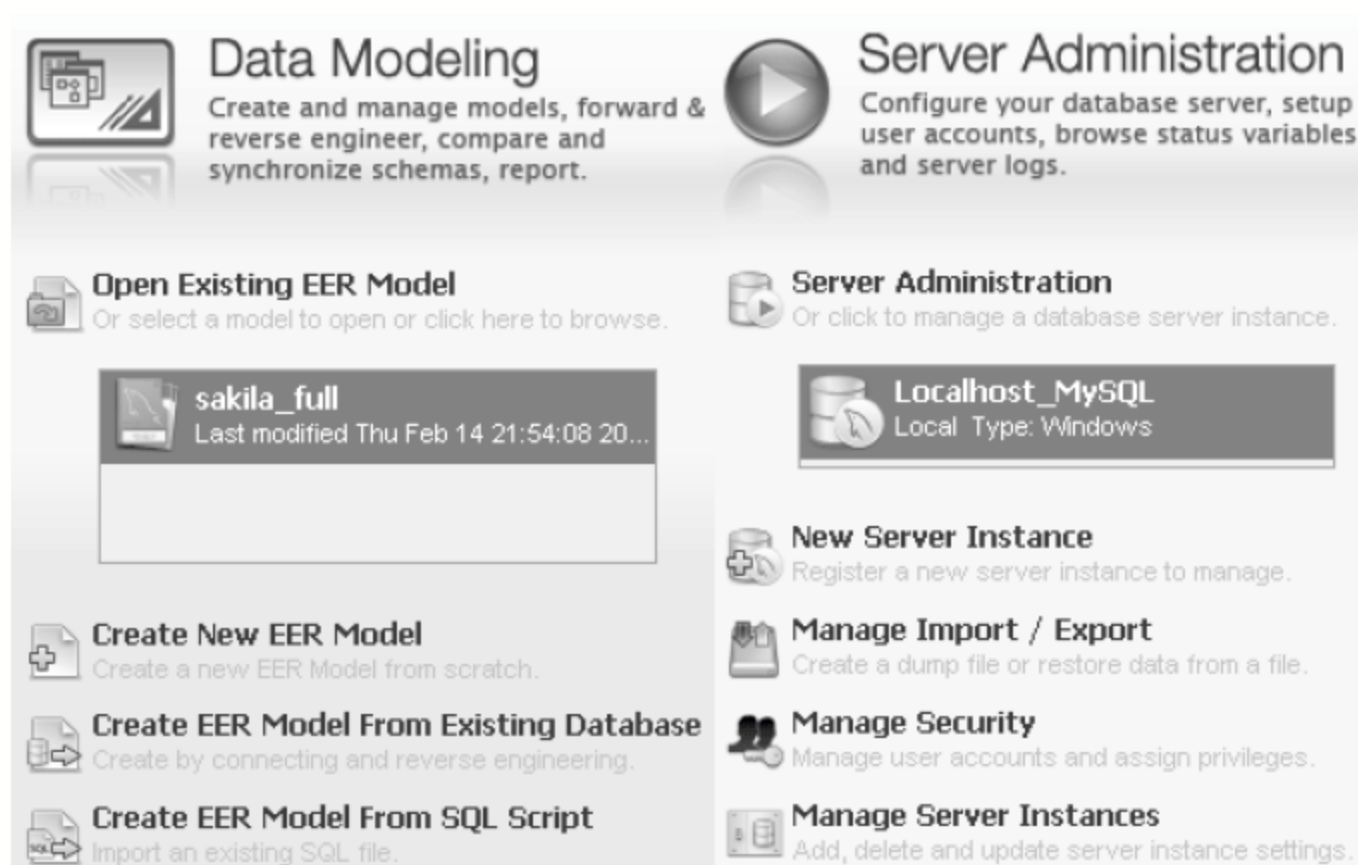 Data Modeling
Create and manage models, forward &
reverse engineer, compare and
synchronize schemas, report.
Open Existing EER Model
Or select a model to open or click here to browse.
sakila_full
Last modified Thu Feb 14 21:54:08 20...
Create New EER Model
Create a new EER Model from scratch.
Create EER Model From Existing Database
Create by connecting and reverse engineering.
Create EER Model From SQL Script
Import an existing SQL file.
Server Administration
Configure your database server, setup
user accounts, browse status variables
and server logs.
Server Administration
Or click to manage a database server instance.
Localhost_MySQL
Local Type: Windows
New Server Instance
Register a new server instance to manage.
Manage Import / Export
Create a dump file or restore data from a file.
Manage Security
Manage user accounts and assign privileges.
Manage Server Instances
Add, delete and update server instance settings.